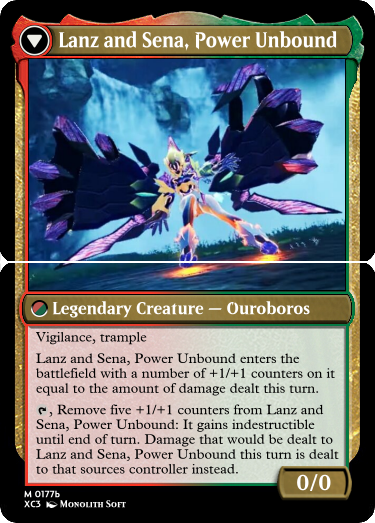 Lanz and Sena, Power Unbound
Legendary Creature — Ouroboros
Vigilance, trample
Lanz and Sena, Power Unbound enters the
battlefield with a number of +1/+1 counters on it
equal to the amount of damage dealt this turn.
, Remove five +1/+1 counters from Lanz and
Sena, Power Unbound: It gains indestructible
until end of turn. Damage that would be dealt to
Lanz and Sena, Power Unbound this turn is dealt
to that sources controller instead.
0/0
M 0177b
XC3 Monolith Soft